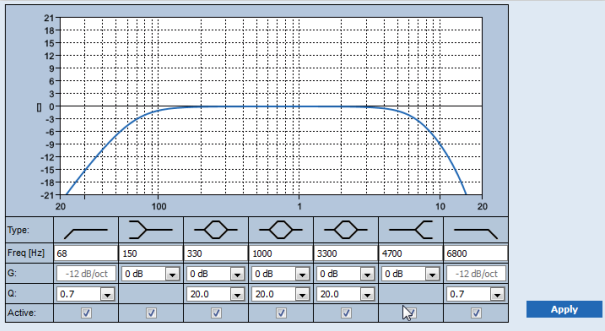 21
18
15
12
9
6
3
[] 0
-3
-6
-9
-12
-15
-18
-21
20 100 1 10 20
Type:
Freq [Hz] 68 150 330 1000 3300 4700 6800
G: -12 dB/oct 0 dB 0 dB 0 dB 0 dB 0 dB -12 dB/oct
Q: 0.7 20.0 20.0 20.0 0.7
Active:
Apply